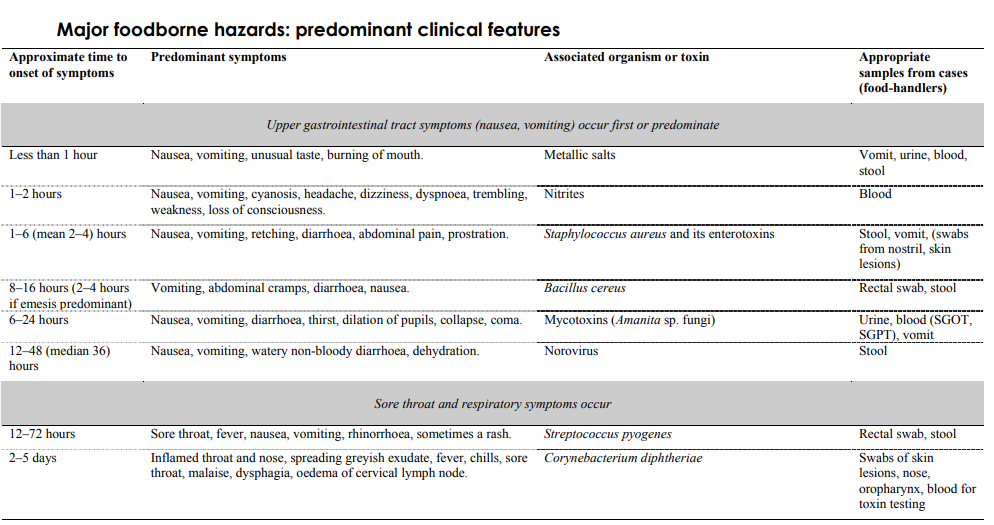 Major foodborne hazards: predominant clinical features
Approximate time to onset of symptoms | Predominant symptoms | Associated organism or toxin | Appropriate samples from cases (food-handlers)
Upper gastrointestinal tract symptoms (nausea, vomiting) occur first or predominate
Less than 1 hour | Nausea, vomiting, unusual taste, burning of mouth. | Metallic salts | Vomit, urine, blood, stool
1–2 hours | Nausea, vomiting, cyanosis, headache, dizziness, dyspnoea, trembling, weakness, loss of consciousness. | Nitrites | Blood
1–6 (mean 2–4) hours | Nausea, vomiting, retching, diarrhoea, abdominal pain, prostration. | Staphylococcus aureus and its enterotoxins | Stool, vomit, (swabs from nostril, skin lesions)
8–16 hours (2–4 hours if emesis predominant) | Vomiting, abdominal cramps, diarrhoea, nausea. | Bacillus cereus | Rectal swab, stool
6–24 hours | Nausea, vomiting, diarrhoea, thirst, dilation of pupils, collapse, coma. | Mycotoxins (Amanita sp. fungi) | Urine, blood (SGOT, SGPT), vomit
12–48 (median 36) hours | Nausea, vomiting, watery non-bloody diarrhoea, dehydration. | Norovirus | Stool
Sore throat and respiratory symptoms occur
12–72 hours | Sore throat, fever, nausea, vomiting, rhinorrhoea, sometimes a rash. | Streptococcus pyogenes | Rectal swab, stool
2–5 days | Inflamed throat and nose, spreading greyish exudate, fever, chills, sore throat, malaise, dysphagia, oedema of cervical lymph node. | Corynebacterium diphtheriae | Swabs of skin lesions, nose, oropharynx, blood for toxin testing